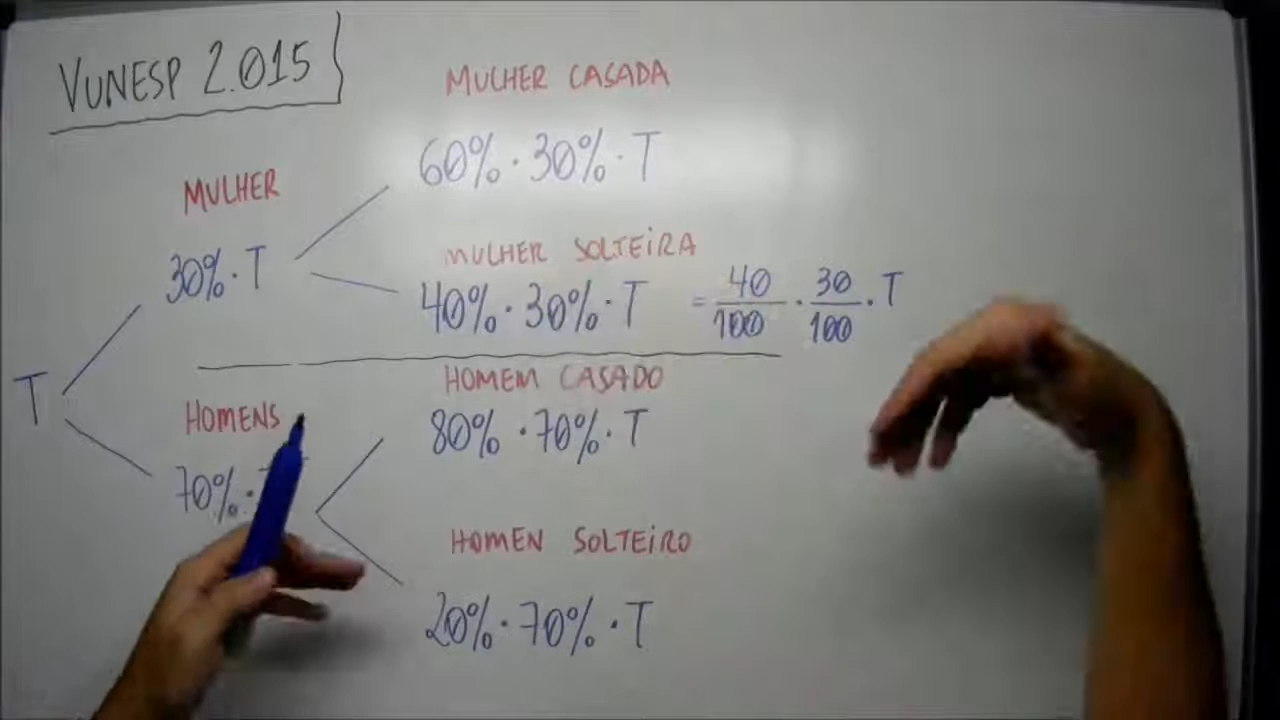 VUNESP 2.015
MULHER CASADA
60% · 30% · T
MULHER
30% · T
MULHER SOLTEIRA
40% · 30% · T = 40/100 · 30/100 · T
T
HOMENS
70% ·
HOMEM CASADO
80% · 70% · T
HOMEN SOLTEIRO
20% · 70% · T